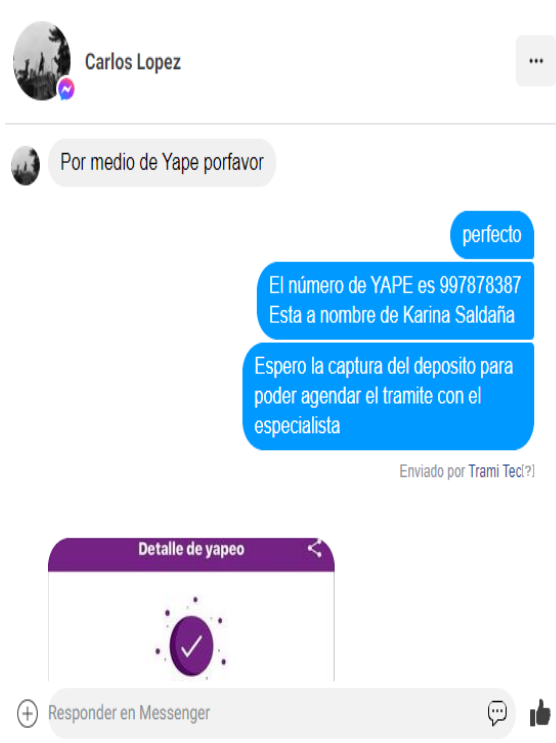 Carlos Lopez
Por medio de Yape porfavor
perfecto
El número de YAPE es 997878387
Esta a nombre de Karina Saldaña
Espero la captura del deposito para
poder agendar el tramite con el
especialista
Enviado por Trami Tec[?]
Detalle de yapeo
Responder en Messenger